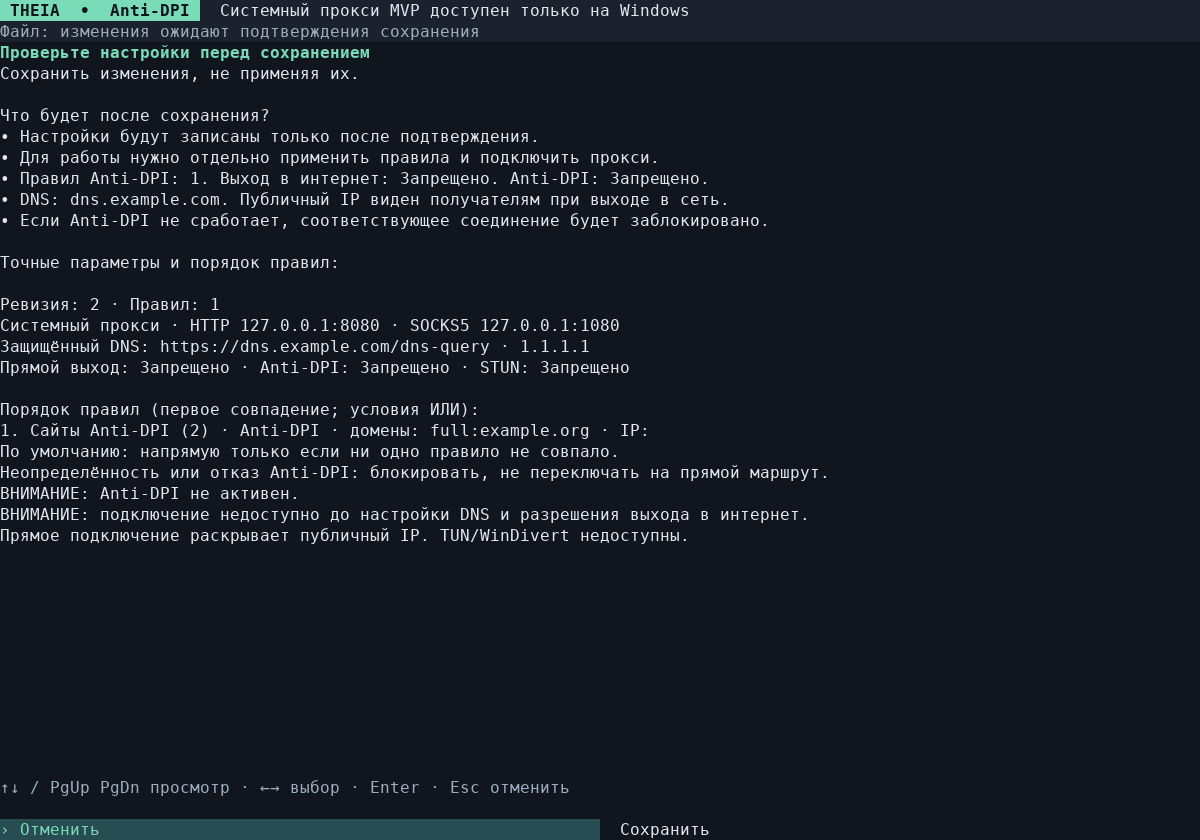 THEIA • Anti-DPI Системный прокси MVP доступен только на Windows
Файл: изменения ожидают подтверждения сохранения
Проверьте настройки перед сохранением
Сохранить изменения, не применяя их.
Что будет после сохранения?
• Настройки будут записаны только после подтверждения.
• Для работы нужно отдельно применить правила и подключить прокси.
• Правил Anti-DPI: 1. Выход в интернет: Запрещено. Anti-DPI: Запрещено.
• DNS: dns.example.com. Публичный IP виден получателям при выходе в сеть.
• Если Anti-DPI не сработает, соответствующее соединение будет заблокировано.
Точные параметры и порядок правил:
Ревизия: 2 · Правил: 1
Системный прокси · HTTP 127.0.0.1:8080 · SOCKS5 127.0.0.1:1080
Защищённый DNS: https://dns.example.com/dns-query · 1.1.1.1
Прямой выход: Запрещено · Anti-DPI: Запрещено · STUN: Запрещено
Порядок правил (первое совпадение; условия ИЛИ):
1. Сайты Anti-DPI (2) · Anti-DPI · домены: full:example.org · IP:
По умолчанию: напрямую только если ни одно правило не совпало.
Неопределённость или отказ Anti-DPI: блокировать, не переключать на прямой маршрут.
ВНИМАНИЕ: Anti-DPI не активен.
ВНИМАНИЕ: подключение недоступно до настройки DNS и разрешения выхода в интернет.
Прямое подключение раскрывает публичный IP. TUN/WinDivert недоступны.
↑↓ / PgUp PgDn просмотр · ←→ выбор · Enter · Esc отменить
› Отменить Сохранить